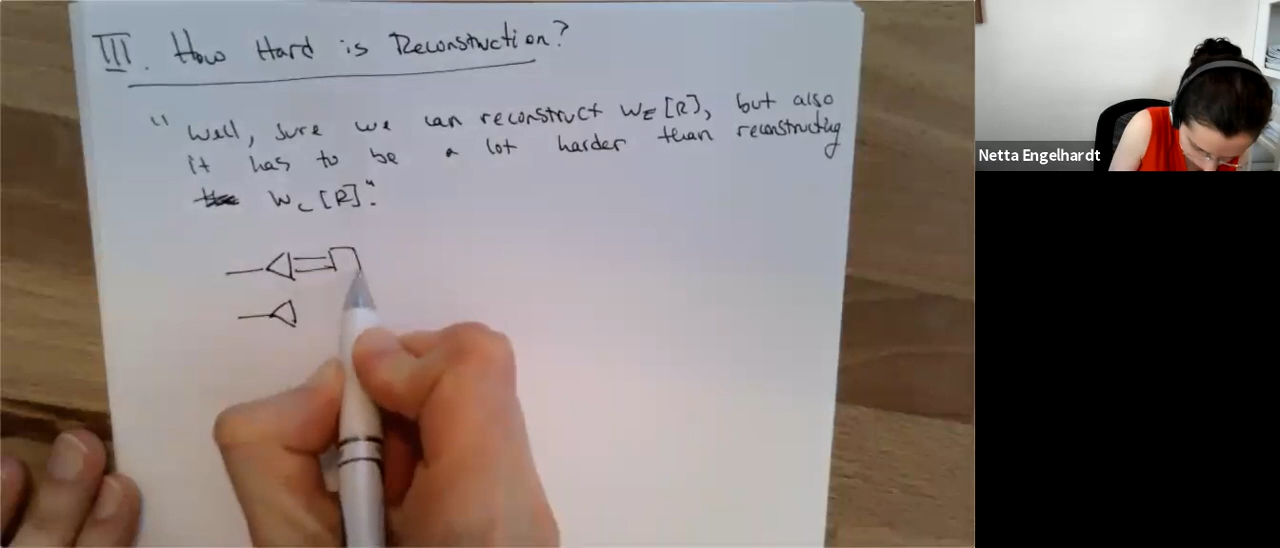 III. How Hard is Reconstruction?
"Well, sure we can reconstruct W_E[R], but also
it has to be a lot harder than reconstructing
W_C[R]."
Netta Engelhardt